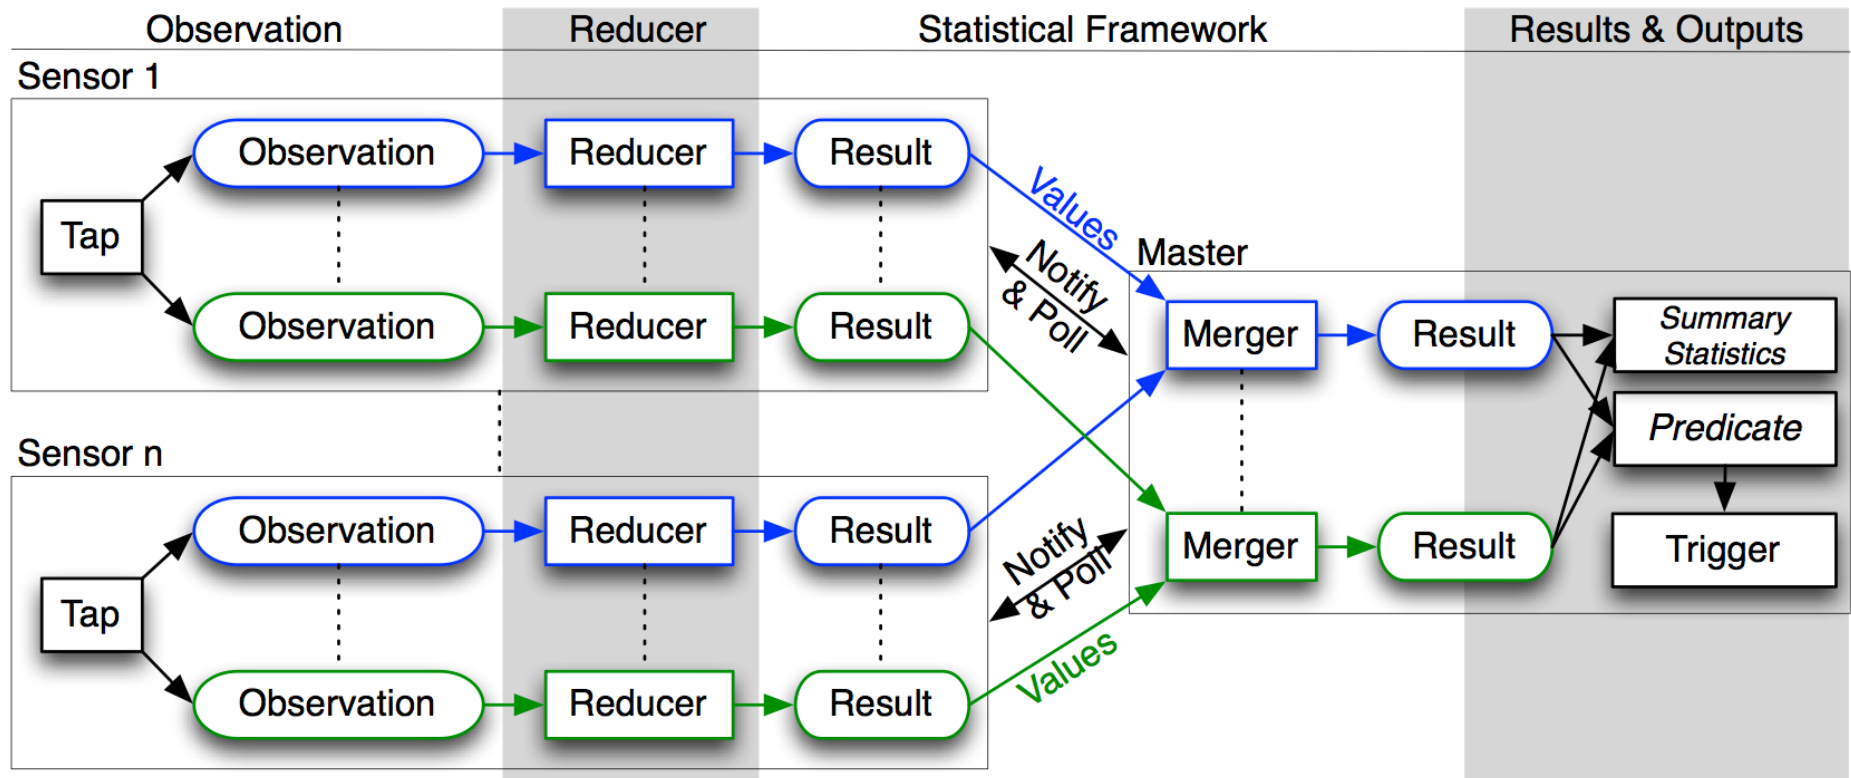 Observation
Reducer
Statistical Framework
Results & Outputs
Sensor 1
Observation
Reducer
Result
Tap
Observation
Reducer
Result
Values
Notify
& Poll
Sensor n
Observation
Reducer
Result
Tap
Observation
Reducer
Result
Notify
& Poll
Values
Master
Merger
Result
Summary
Statistics
Predicate
Merger
Result
Trigger